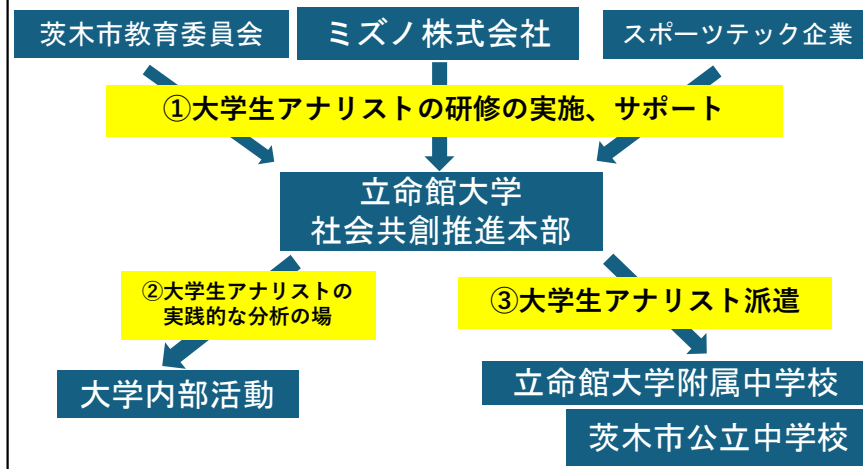 茨木市教育委員会
ミズノ株式会社
スポーツテック企業
①大学生アナリストの研修の実施、サポート
立命館大学
社会共創推進本部
②大学生アナリストの
実践的な分析の場
③大学生アナリスト派遣
大学内部活動
立命館大学附属中学校
茨木市公立中学校